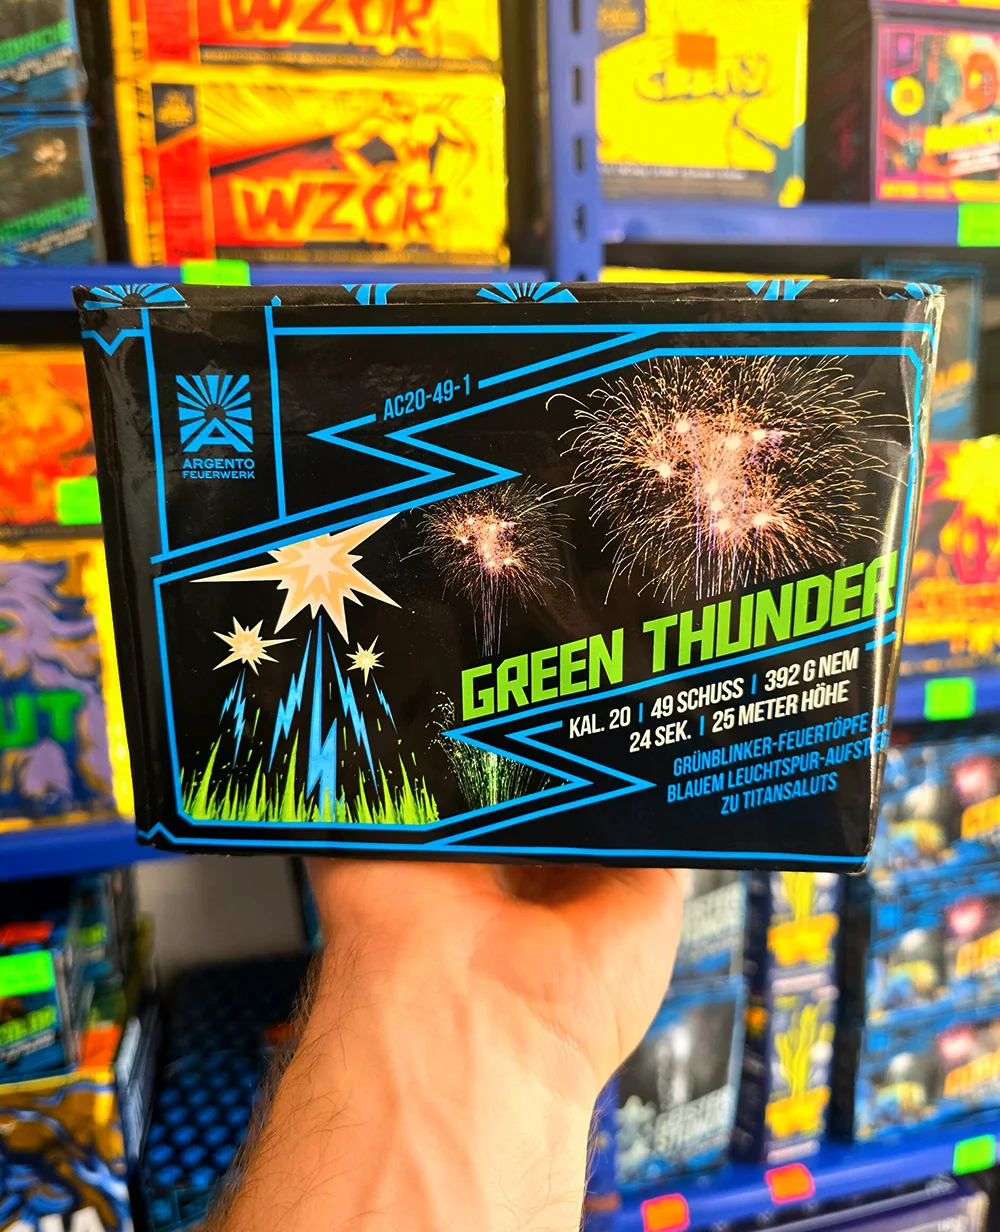 WZOR
WZOR
AC20-49-1
ARGENTO
FEUERWERK
GREEN THUNDER
KAL. 20 | 49 SCHUSS | 392 G NEM
24 SEK. | 25 METER HÖHE
GRÜNBLINKER-FEUERTÖPFE ZU
BLAUEM LEUCHTSPUR-AUFSTIEG
ZU TITANSALUTS